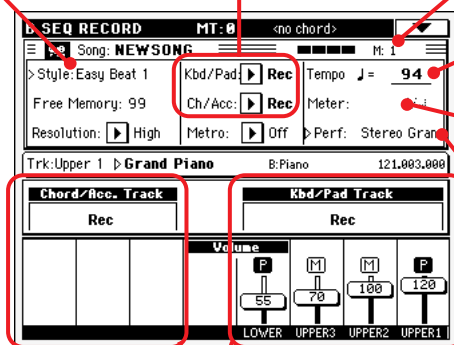 B.SEQ RECORD MT:0 <no chord>
Song: NEWSONG M: 1
>Style:Easy Beat 1 Kbd/Pad: Rec Tempo ♩= 94
Free Memory: 99 Ch/Acc: Rec Meter:
Resolution: High Metro: Off Perf: Stereo Gran
Trk:Upper 1 Grand Piano B:Piano 121.003.000
Chord/Acc. Track Kbd/Pad Track
Rec Rec
Volume
P M M P
55 70 100 120
LOWER UPPER3 UPPER2 UPPER1